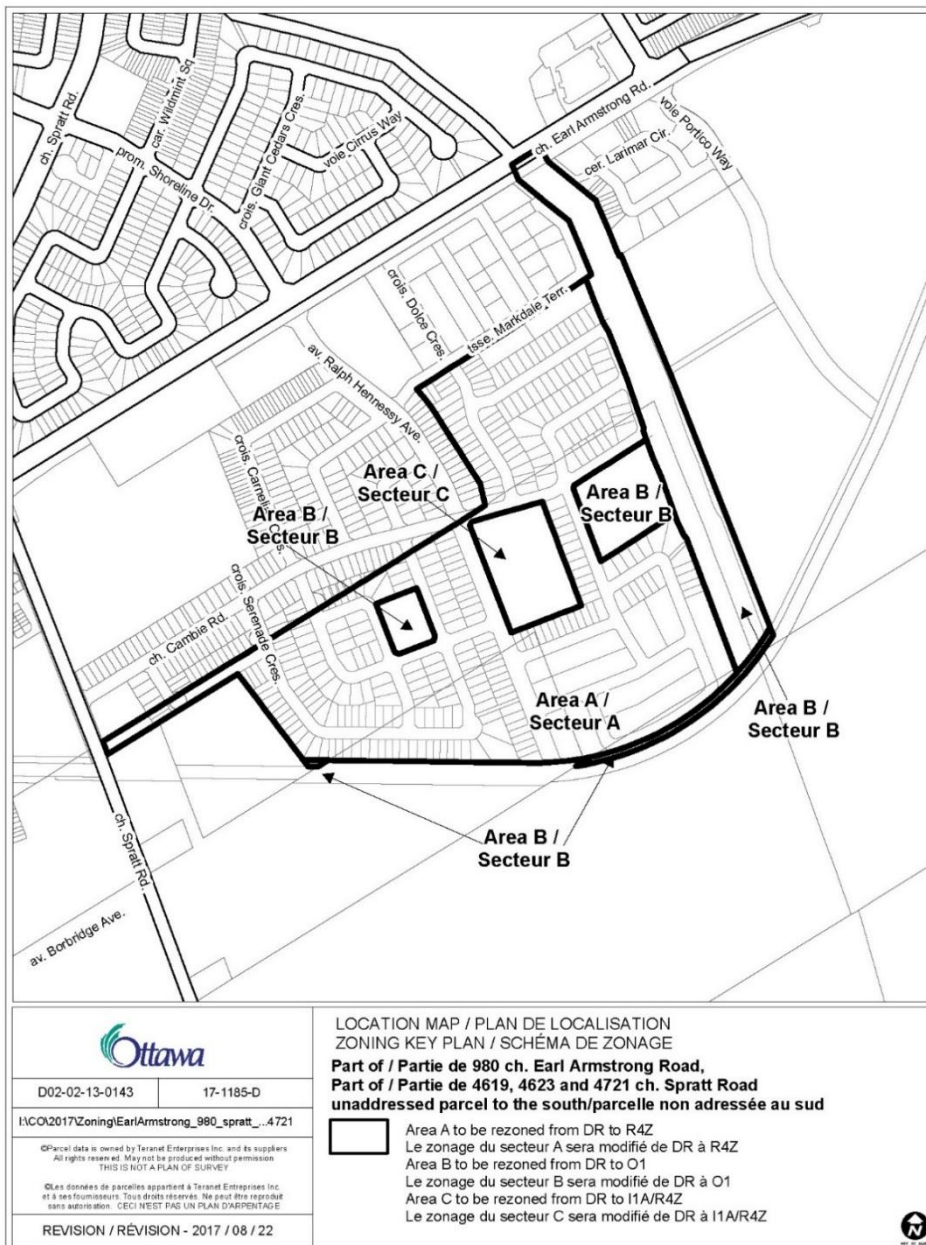 ch. Spratt Rd.
car. Wildmint Sq.
prom. Shoreline Dr.
crois. Giant Cedars Cres.
vole Cirrus Way
ch. Earl Armstrong Rd.
vole Portico Way
cer. Larimar Cir.
crois. Dolce Cres.
tsse. Markdale Terr.
av. Ralph Hennessy Ave.
crois. Carnelian Cres.
Area C /
Secteur C
Area B /
Secteur B
Area B /
Secteur B
crois. Serenade Cres.
ch. Cambie Rd.
Area A /
Secteur A
Area B /
Secteur B
Area B /
Secteur B
ch. Spratt Rd.
av. Borbridge Ave.
Ottawa
D02-02-13-0143
17-1185-D
I:\CO\2017\Zoning\EarlArmstrong_980_spratt_...4721
©Parcel data is owned by Teranet Enterprises Inc. and its suppliers
All rights reserved. May not be produced without permission
THIS IS NOT A PLAN OF SURVEY
©Les données de parcelles appartient à Teranet Entreprises Inc.
et à ses fournisseurs. Tous droits réservés. Ne peut être reproduit
sans autorisation. CECI N'EST PAS UN PLAN D'ARPENTAGE
REVISION / RÉVISION - 2017 / 08 / 22
LOCATION MAP / PLAN DE LOCALISATION
ZONING KEY PLAN / SCHÉMA DE ZONAGE
Part of / Partie de 980 ch. Earl Armstrong Road,
Part of / Partie de 4619, 4623 and 4721 ch. Spratt Road
unaddressed parcel to the south/parcelle non adressée au sud
Area A to be rezoned from DR to R4Z
Le zonage du secteur A sera modifié de DR à R4Z
Area B to be rezoned from DR to O1
Le zonage du secteur B sera modifié de DR à O1
Area C to be rezoned from DR to I1A/R4Z
Le zonage du secteur C sera modifié de DR à I1A/R4Z
N